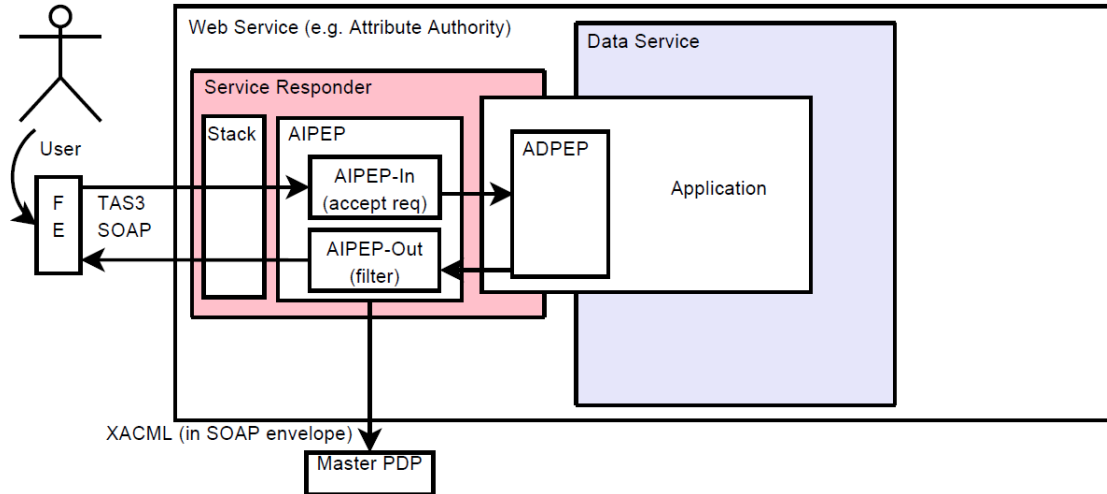 Web Service (e.g. Attribute Authority)
Data Service
Service Responder
Stack
AIPEP
ADPEP
User
AIPEP-In
(accept req)
Application
F
E
TAS3
SOAP
AIPEP-Out
(filter)
XACML (in SOAP envelope)
Master PDP